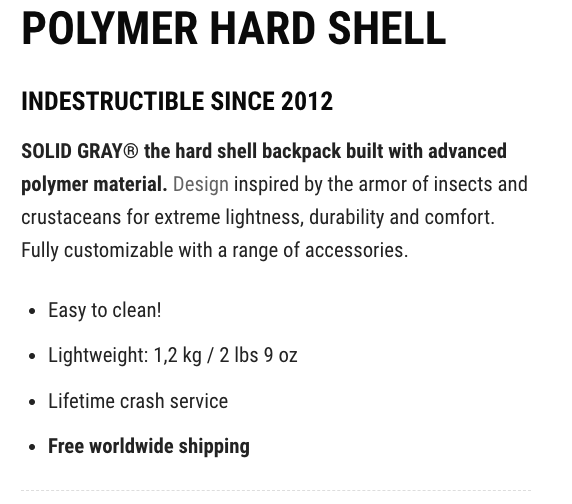 POLYMER HARD SHELL
INDESTRUCTIBLE SINCE 2012
SOLID GRAY® the hard shell backpack built with advanced
polymer material. Design inspired by the armor of insects and
crustaceans for extreme lightness, durability and comfort.
Fully customizable with a range of accessories.
• Easy to clean!
• Lightweight: 1,2 kg / 2 lbs 9 oz
• Lifetime crash service
• Free worldwide shipping